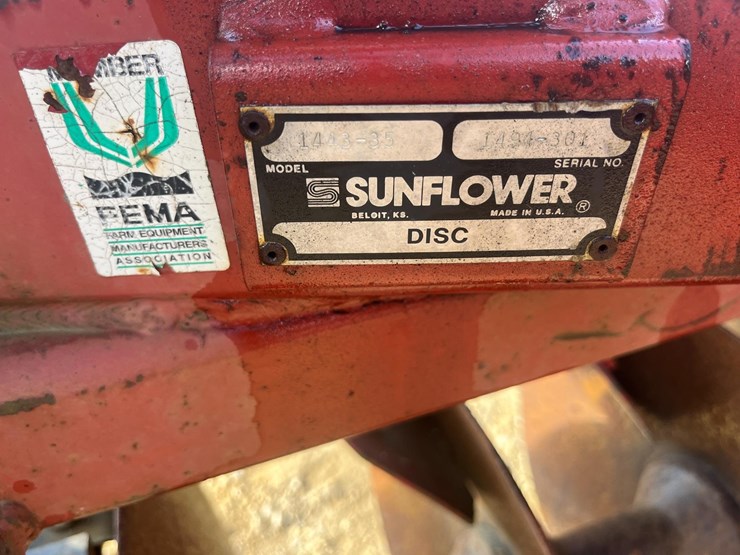 MEMBER
FEMA
FARM EQUIPMENT
MANUFACTURERS
ASSOCIATION
MODEL
SERIAL NO.
SUNFLOWER ®
BELOIT, KS. MADE IN U.S.A.
DISC